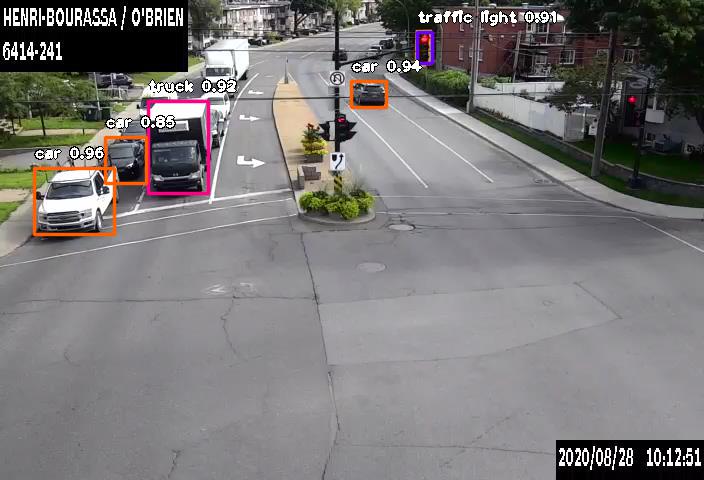 HENRI-BOURASSA / O'BRIEN
6414-241
traffic light 0.91
car 0.94
truck 0.92
car 0.85
car 0.96
2020/08/28 10:12:51